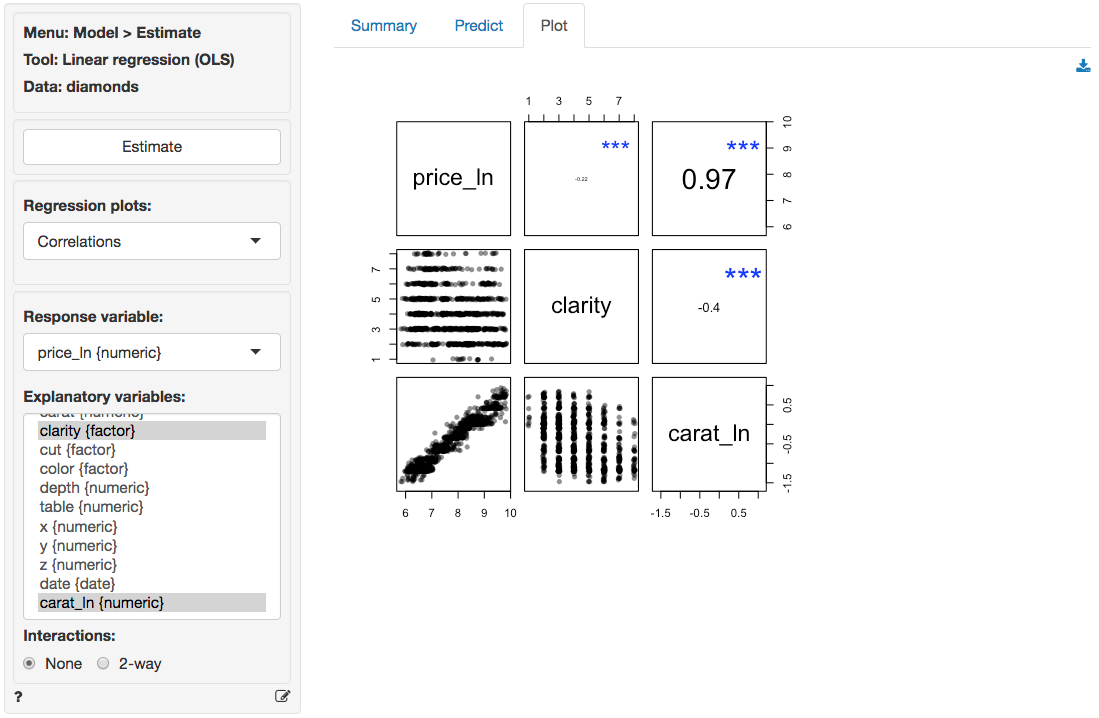 Menu: Model > Estimate
Tool: Linear regression (OLS)
Data: diamonds
Estimate
Regression plots:
Correlations
Response variable:
price_ln {numeric}
Explanatory variables:
carat {numeric}
clarity {factor}
cut {factor}
color {factor}
depth {numeric}
table {numeric}
x {numeric}
y {numeric}
z {numeric}
date {date}
carat_ln {numeric}
Interactions:
None 2-way
?
Summary Predict Plot
1 3 5 7
price_ln
***
-0.22
***
0.97
10
9
8
7
6
7
5
3
1
clarity
***
-0.4
carat_ln
0.5
-0.5
-1.5
6 7 8 9 10
-1.5 -0.5 0.5